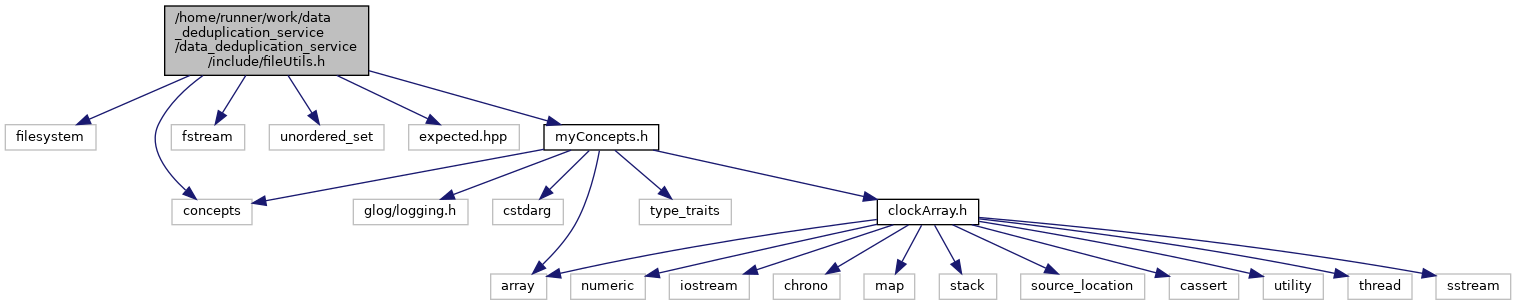 /home/runner/work/data
_deduplication_service
/data_deduplication_service
/include/fileUtils.h
filesystem
fstream
unordered_set
expected.hpp
myConcepts.h
concepts
glog/logging.h
cstdarg
type_traits
clockArray.h
array
numeric
iostream
chrono
map
stack
source_location
cassert
utility
thread
sstream